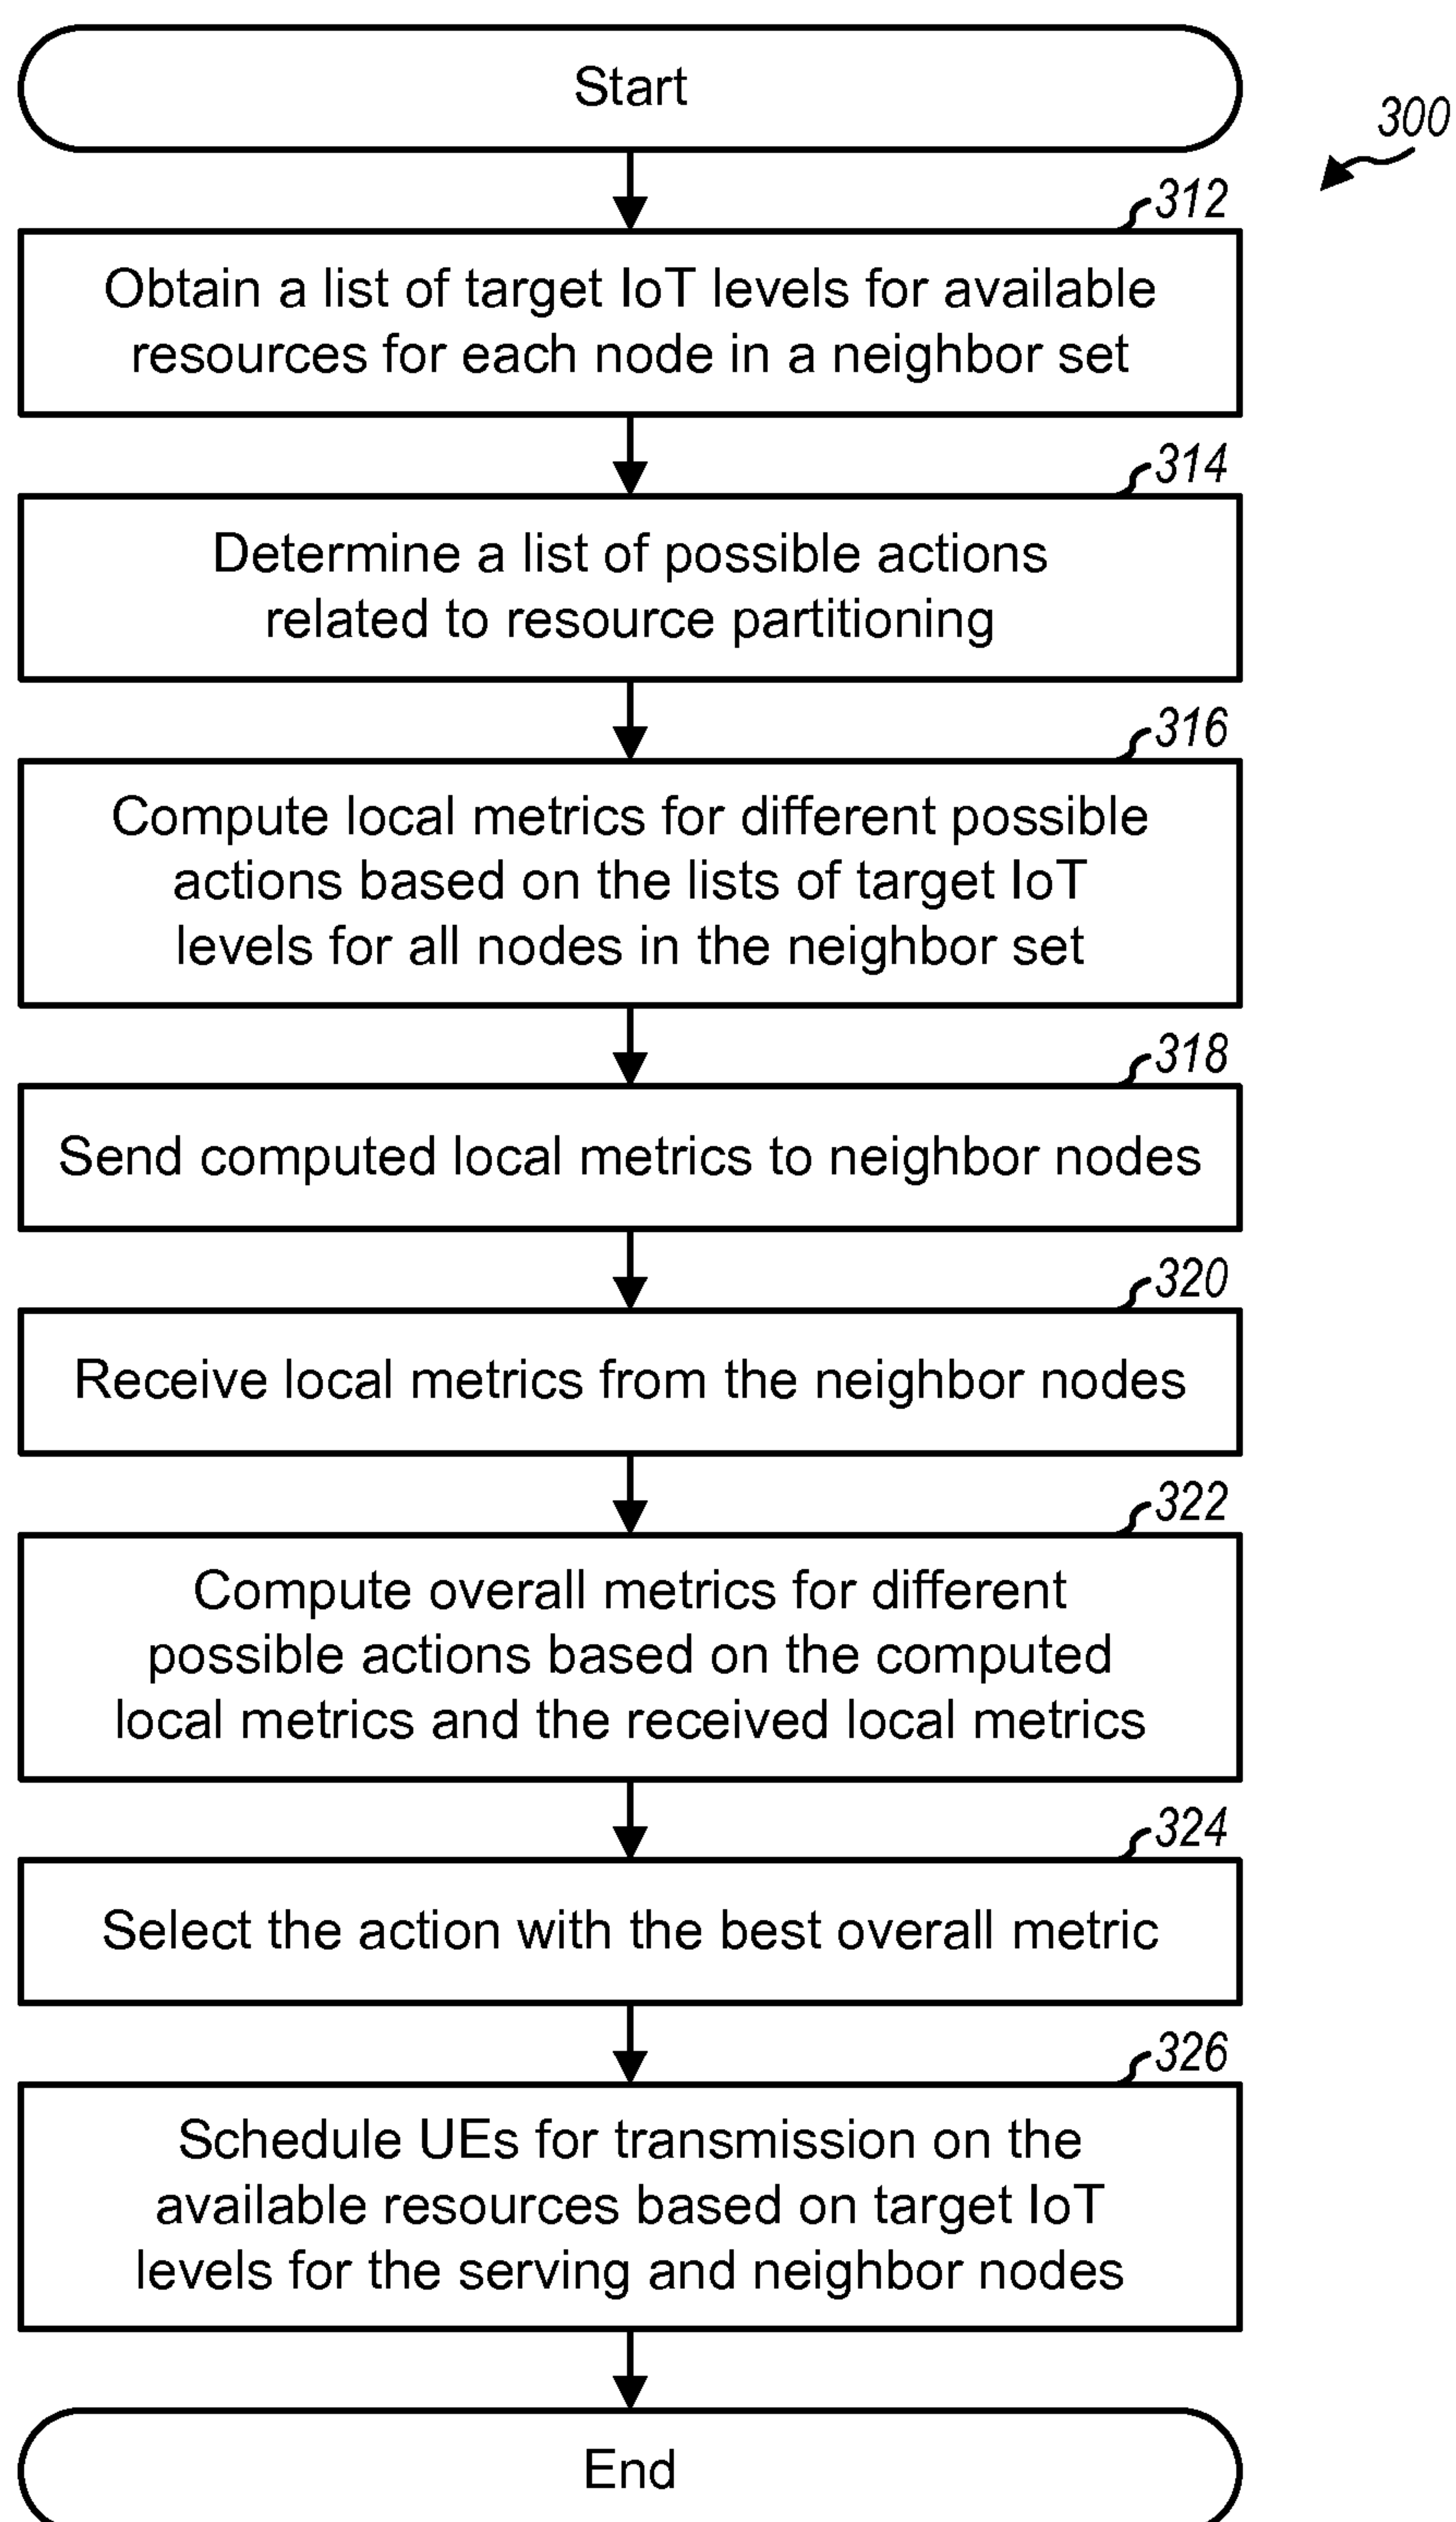 Start
300
312
Obtain a list of target IoT levels for available
resources for each node in a neighbor set
314
Determine a list of possible actions
related to resource partitioning
316
Compute local metrics for different possible
actions based on the lists of target IoT
levels for all nodes in the neighbor set
318
Send computed local metrics to neighbor nodes
320
Receive local metrics from the neighbor nodes
322
Compute overall metrics for different
possible actions based on the computed
local metrics and the received local metrics
324
Select the action with the best overall metric
326
Schedule UEs for transmission on the
available resources based on target IoT
levels for the serving and neighbor nodes
End